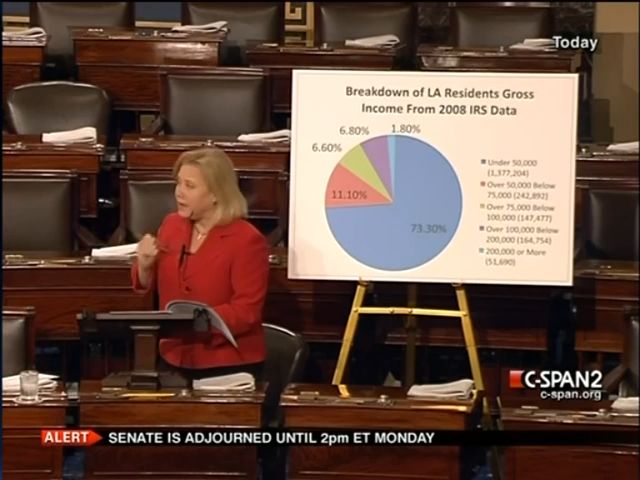 Today
Breakdown of LA Residents Gross
Income From 2008 IRS Data
1.80%
6.80%
6.60%
11.10%
73.30%
Under 50,000
(1,377,204)
Over 50,000 Below
75,000 (242,892)
Over 75,000 Below
100,000 (147,477)
Over 100,000 Below
200,000 (164,754)
200,000 or More
(51,690)
C-SPAN2
c-span.org
ALERT SENATE IS ADJOURNED UNTIL 2pm ET MONDAY